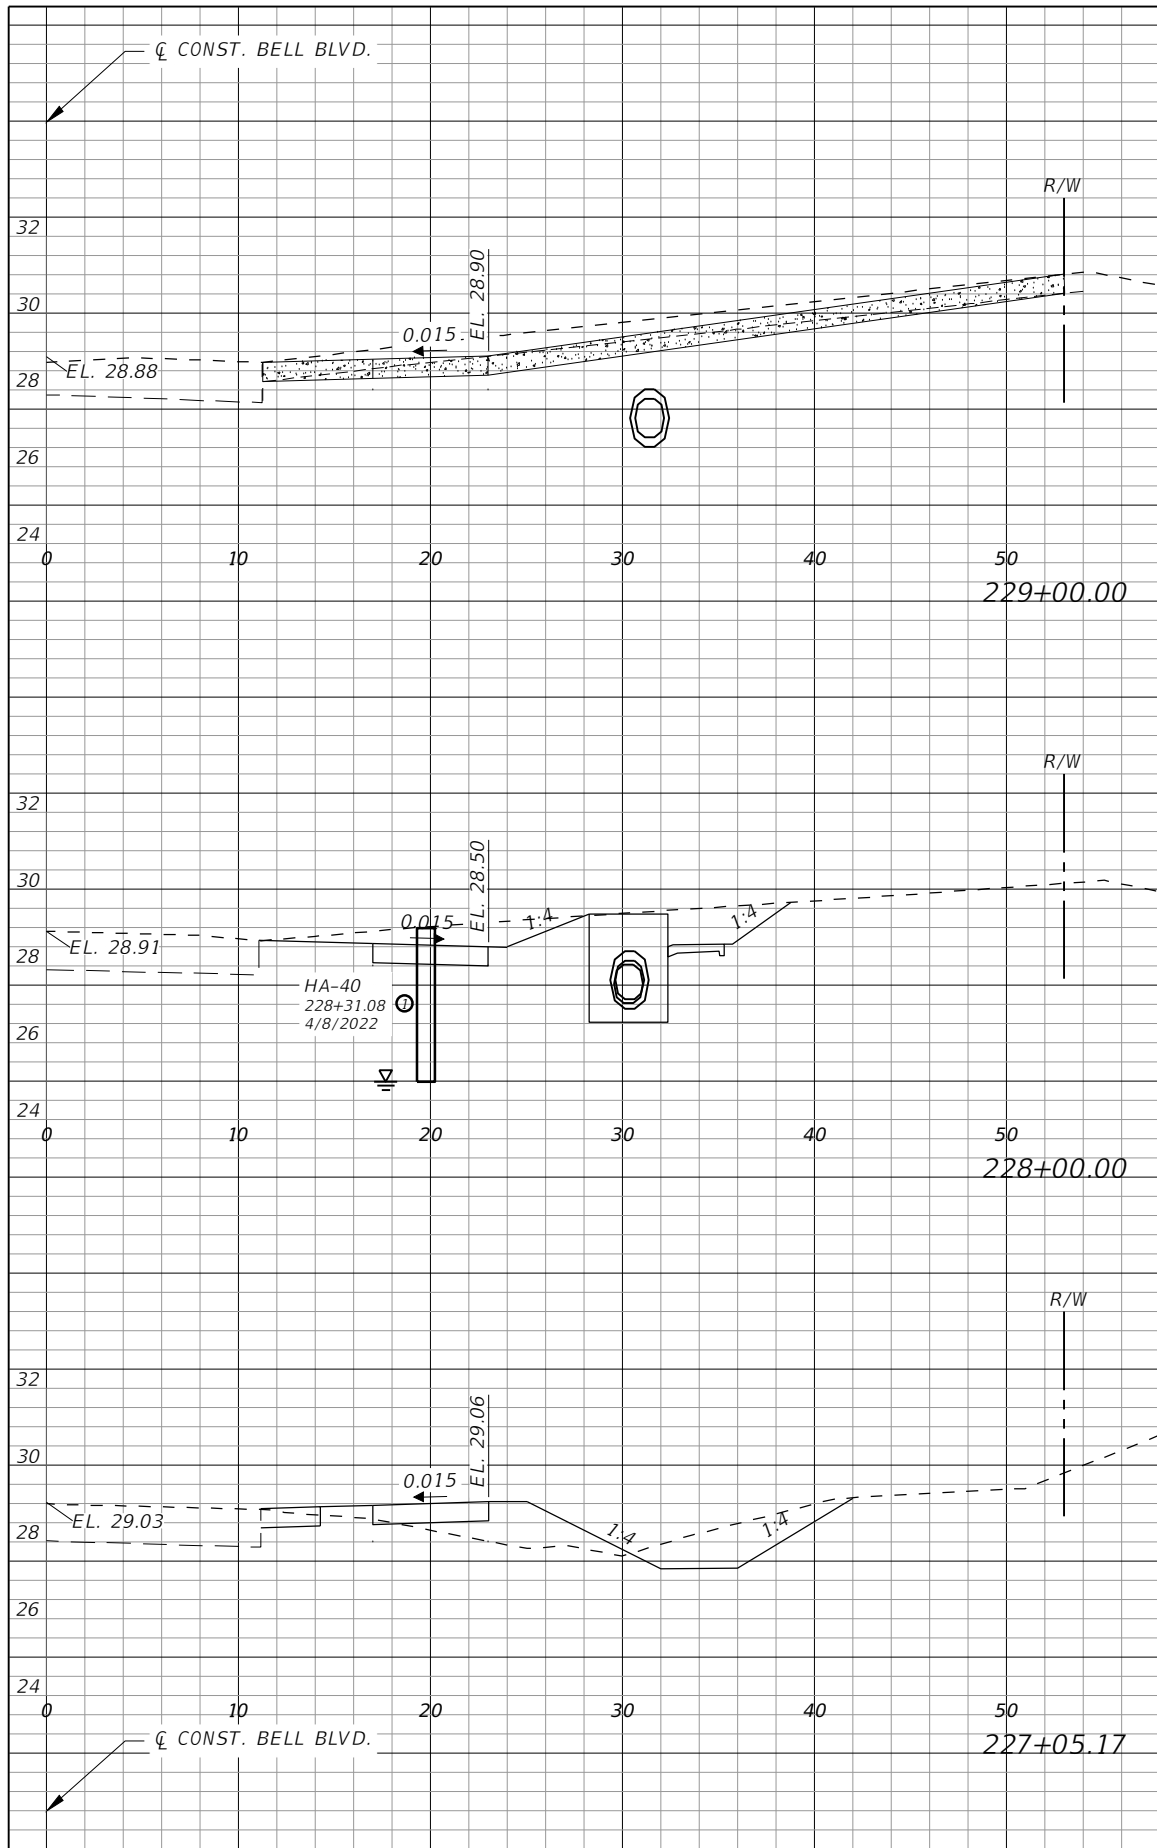 ℄ CONST. BELL BLVD.
R/W
32
EL. 28.90
30
0.015
EL. 28.88
28
26
24
0 10 20 30 40 50
229+00.00
R/W
32
EL. 28.50
30
0.015
1:4
1:4
EL. 28.91
28
HA-40
228+31.08
4/8/2022
1
26
24
0 10 20 30 40 50
228+00.00
R/W
32
EL. 29.06
30
0.015
EL. 29.03
28
1:4
1:4
26
24
0 10 20 30 40 50
℄ CONST. BELL BLVD.
227+05.17